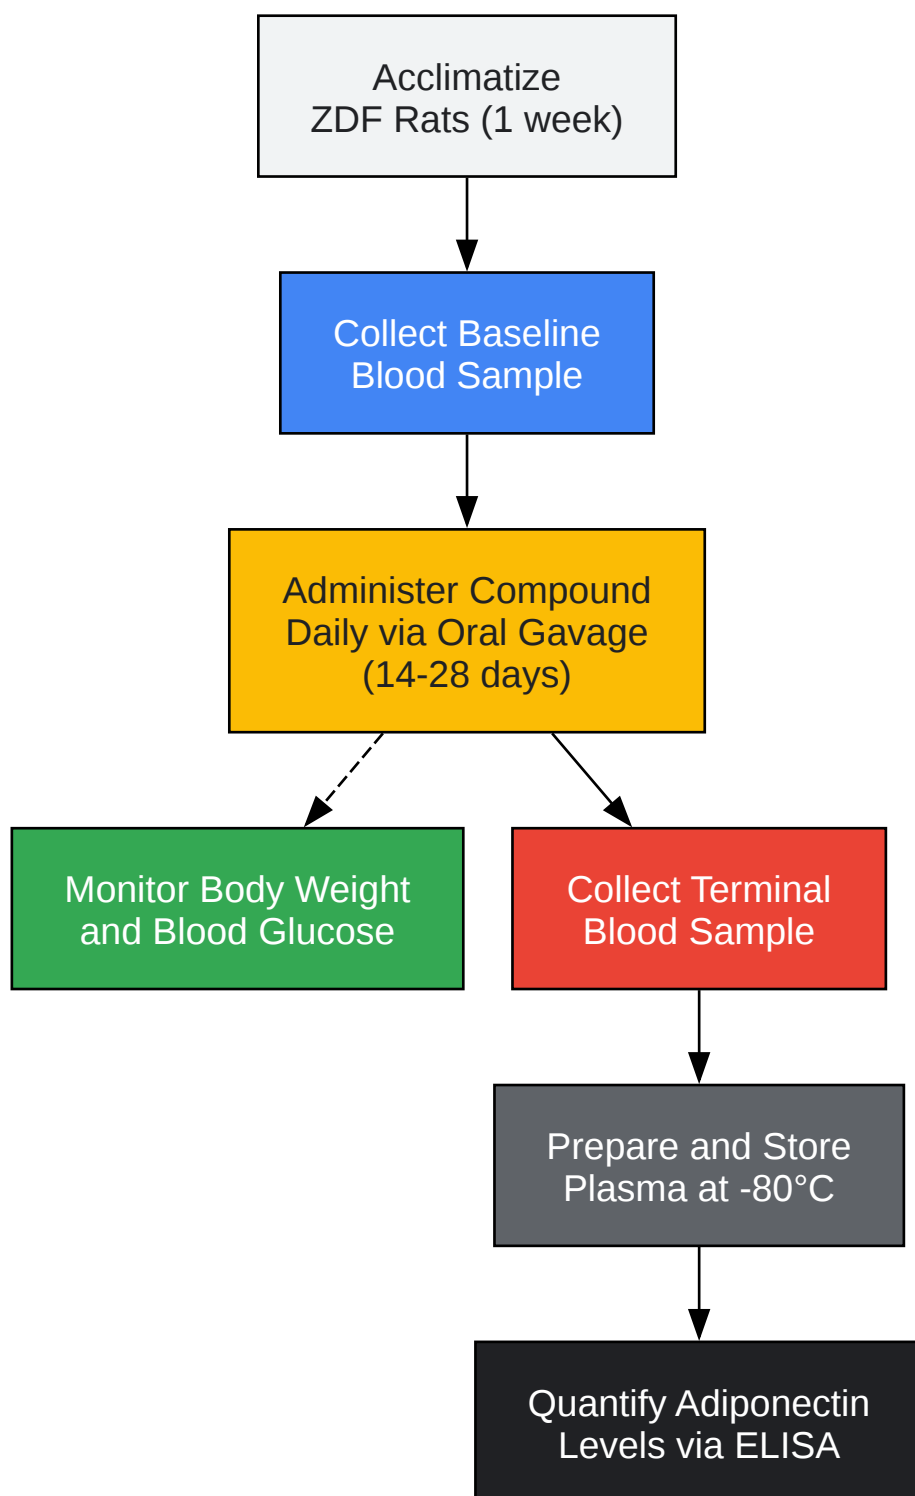 Acclimatize
ZDF Rats (1 week)
Collect Baseline
Blood Sample
Administer Compound
Daily via Oral Gavage
(14-28 days)
Monitor Body Weight
and Blood Glucose
Collect Terminal
Blood Sample
Prepare and Store
Plasma at -80°C
Quantify Adiponectin
Levels via ELISA